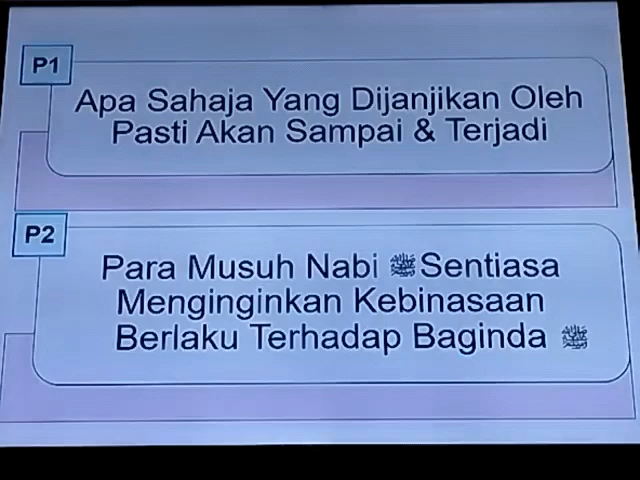 P1
Apa Sahaja Yang Dijanjikan Oleh
Pasti Akan Sampai & Terjadi
P2
Para Musuh Nabi ﷺ Sentiasa
Menginginkan Kebinasaan
Berlaku Terhadap Baginda ﷺ